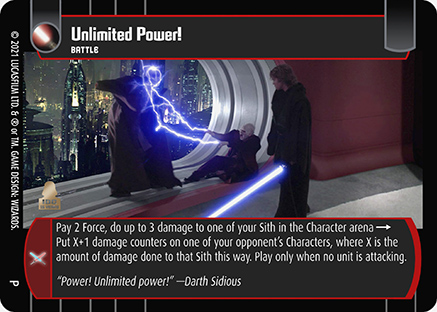 Unlimited Power!
BATTLE
© 2021 LUCASFILM LTD. & ® OR TM. GAME DESIGN: WIZARDS.
Pay 2 Force, do up to 3 damage to one of your Sith in the Character arena →
Put X+1 damage counters on one of your opponent's Characters, where X is the
amount of damage done to that Sith this way. Play only when no unit is attacking.
"Power! Unlimited power!" —Darth Sidious
P